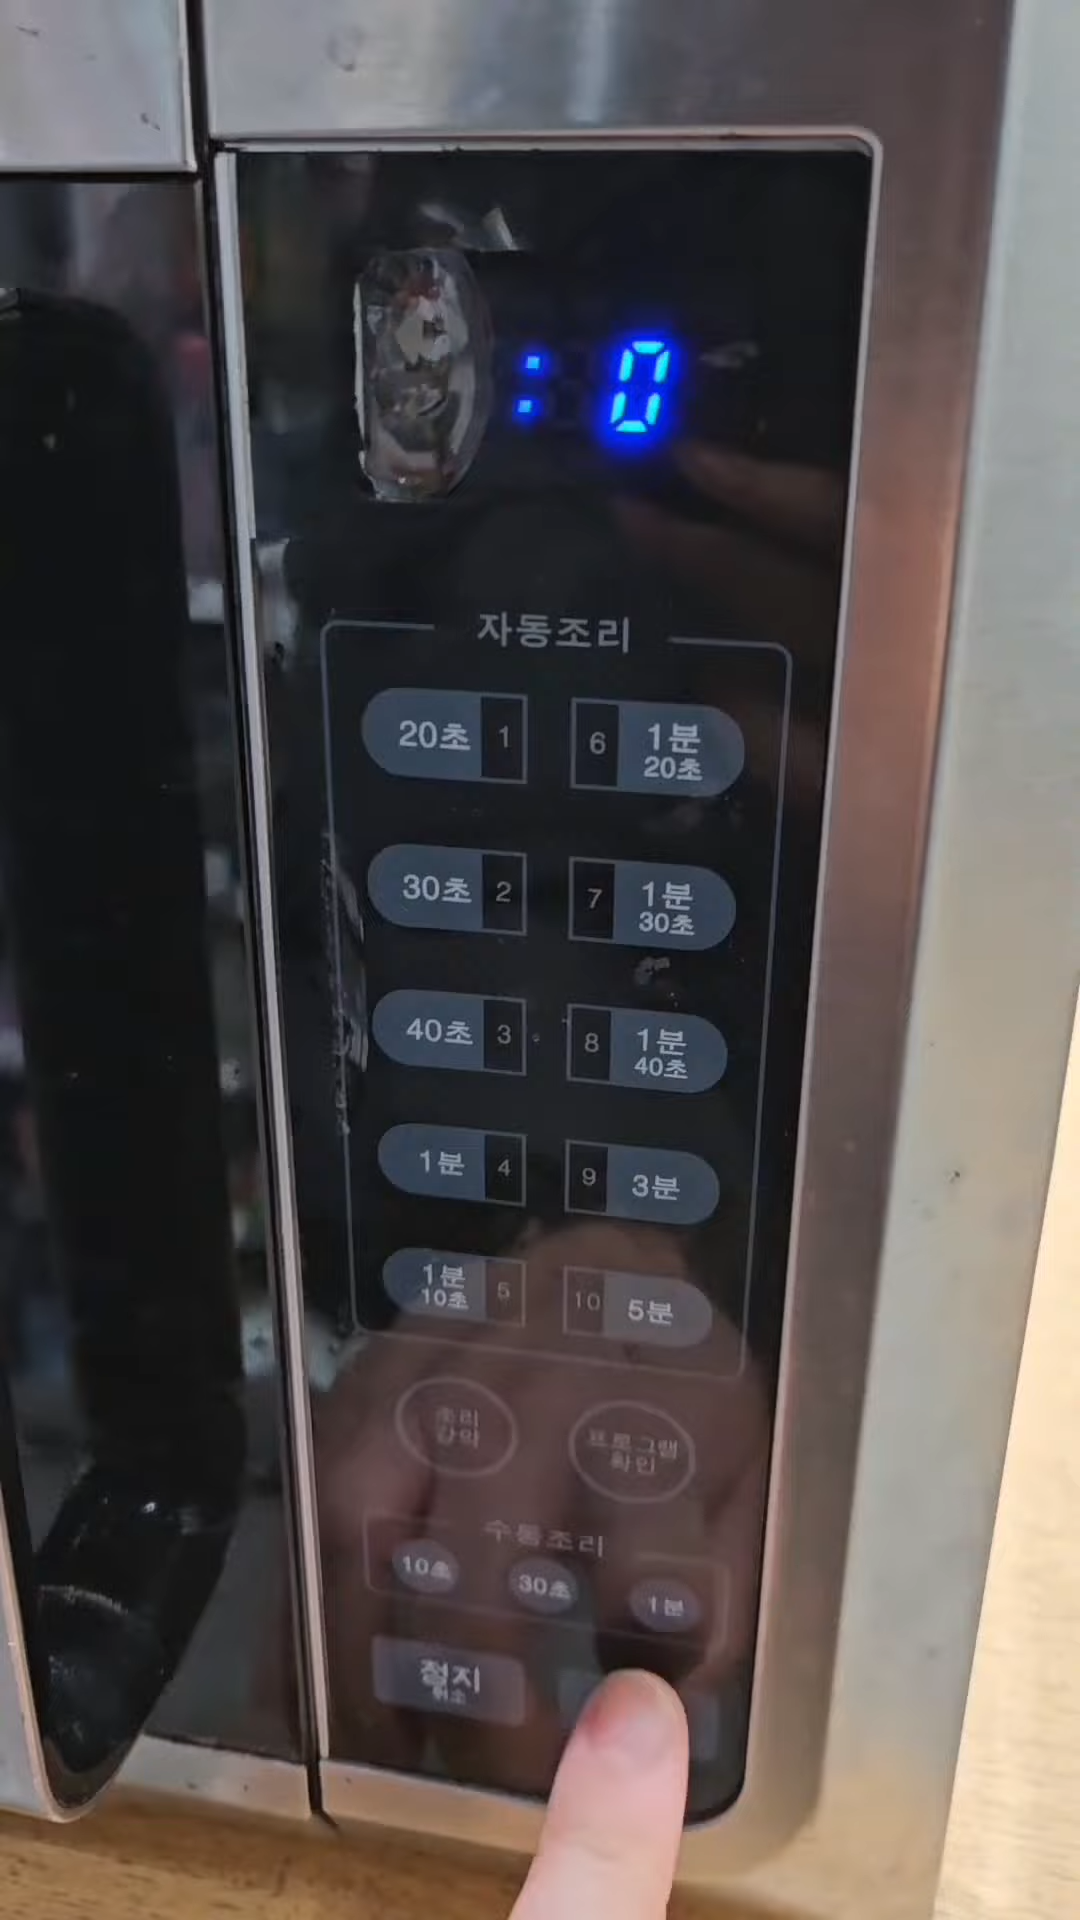 : 0
자동조리
20초 1
6 1분
20초
30초 2
7 1분
30초
40초 3
8 1분
40초
1분 4
9 3분
1분
10초 5
10 5분
조리
강약
프로그램
확인
수동조리
10초 30초 1분
정지
취소